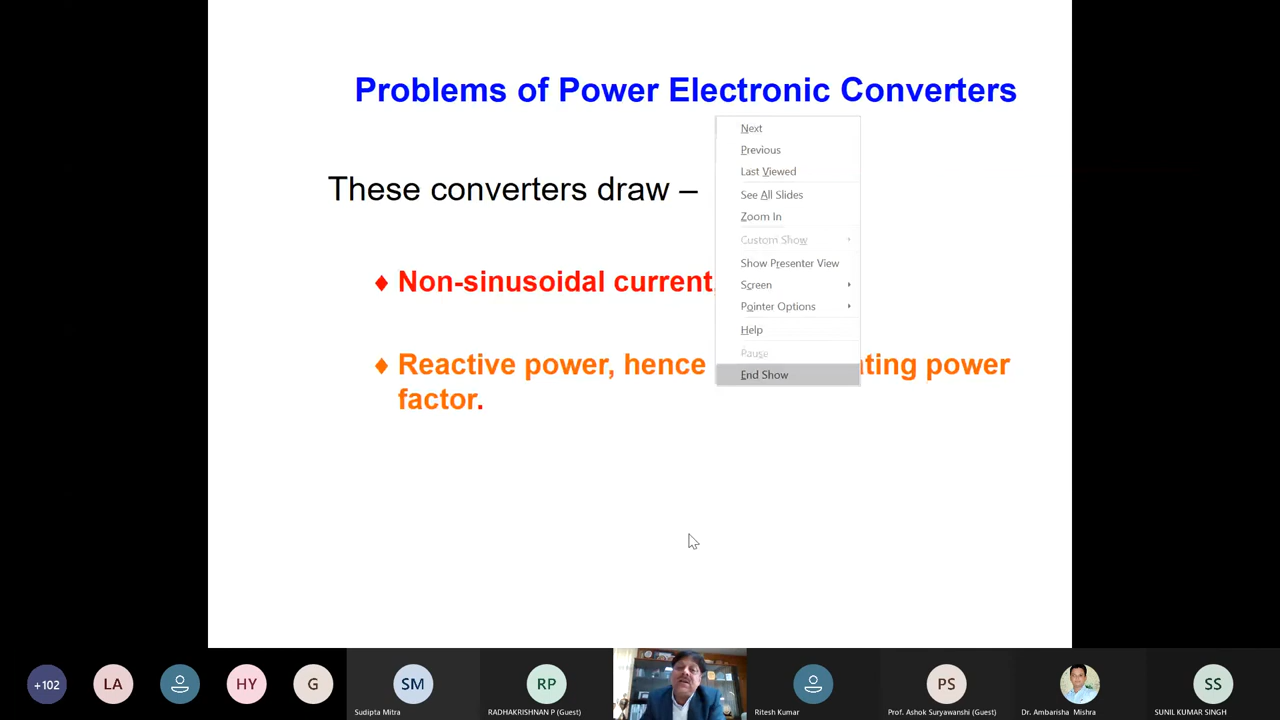 Problems of Power Electronic Converters
These converters draw –
Next
Previous
Last Viewed
See All Slides
Zoom In
Custom Show
Show Presenter View
Screen
Pointer Options
Help
Pause
End Show
♦ Non-sinusoidal current
♦ Reactive power, hence ating power
factor.
+102
LA
HY
G
SM
RP
PS
SS
Sudipta Mitra
RADHAKRISHNAN P (Guest)
Ritesh Kumar
Prof. Ashok Suryawanshi (Guest)
Dr. Ambarisha Mishra
SUNIL KUMAR SINGH